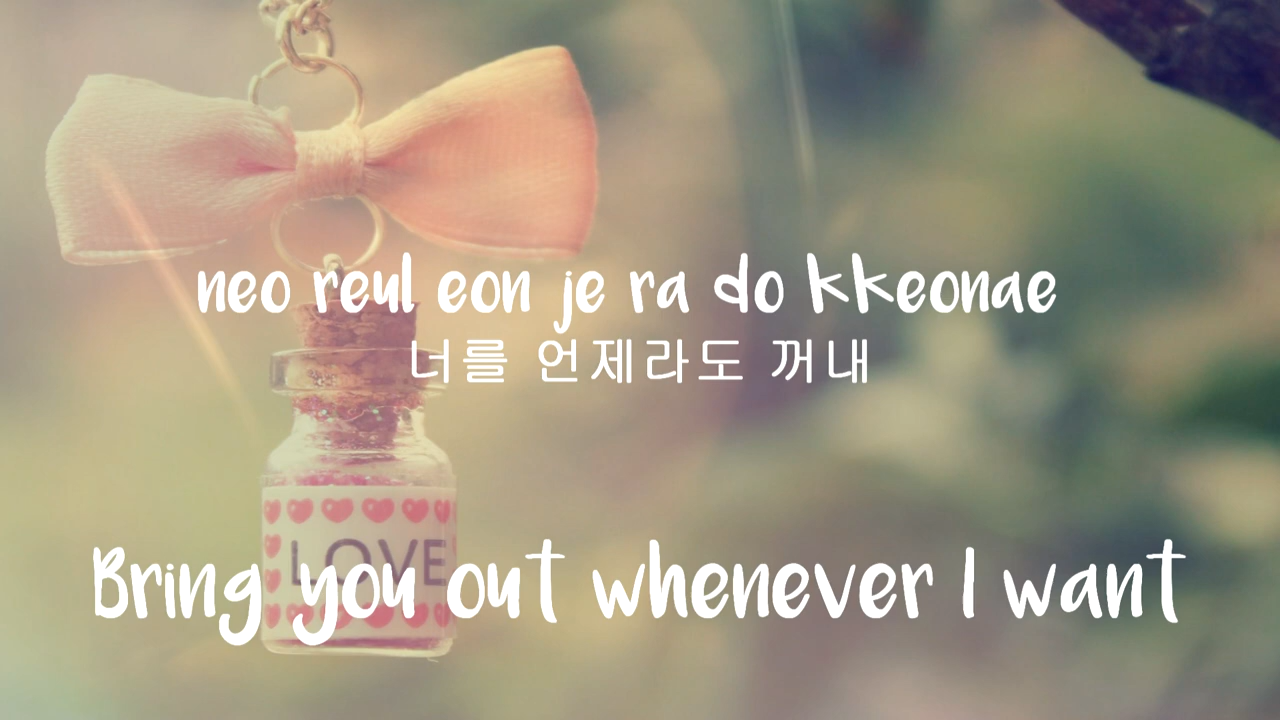 neo reul eon je ra do kkeonae
너를 언제라도 꺼내
LOVE
Bring you out whenever I want